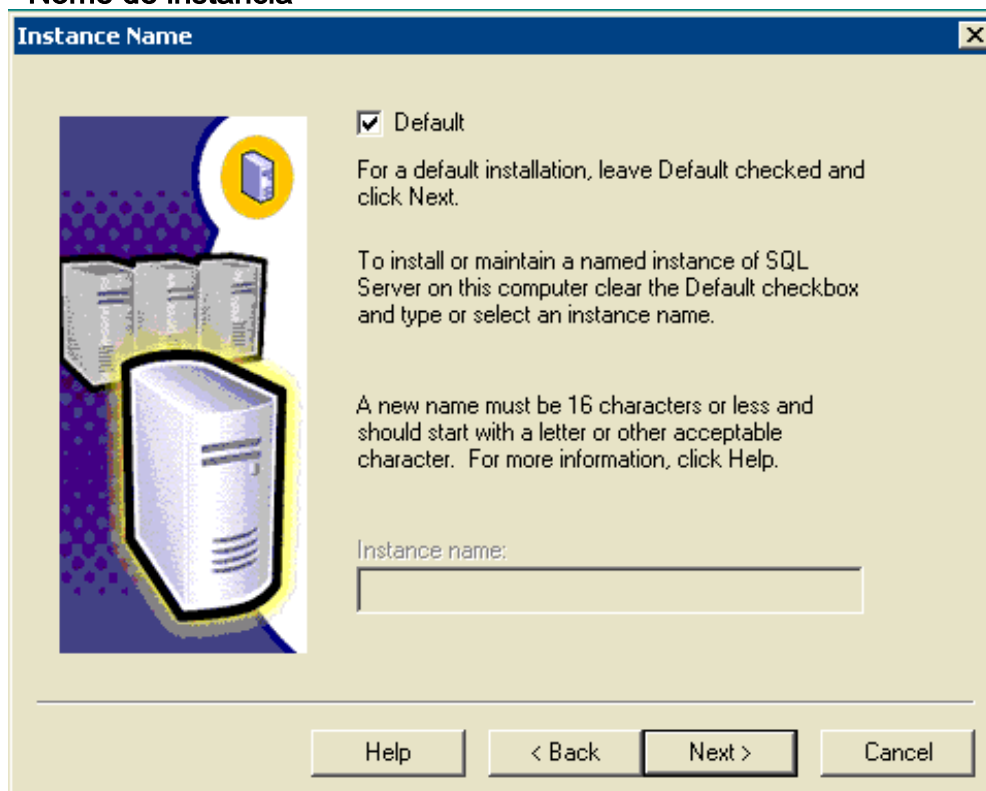 Nome de instância
Instance Name
Default
For a default installation, leave Default checked and
click Next.
To install or maintain a named instance of SQL
Server on this computer clear the Default checkbox
and type or select an instance name.
A new name must be 16 characters or less and
should start with a letter or other acceptable
character. For more information, click Help.
Instance name:
Help
< Back
Next >
Cancel